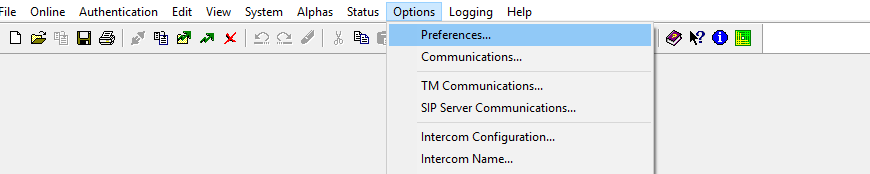 File Online Authentication Edit View System Alphas Status Options Logging Help
Preferences...
Communications...
TM Communications...
SIP Server Communications...
Intercom Configuration...
Intercom Name...